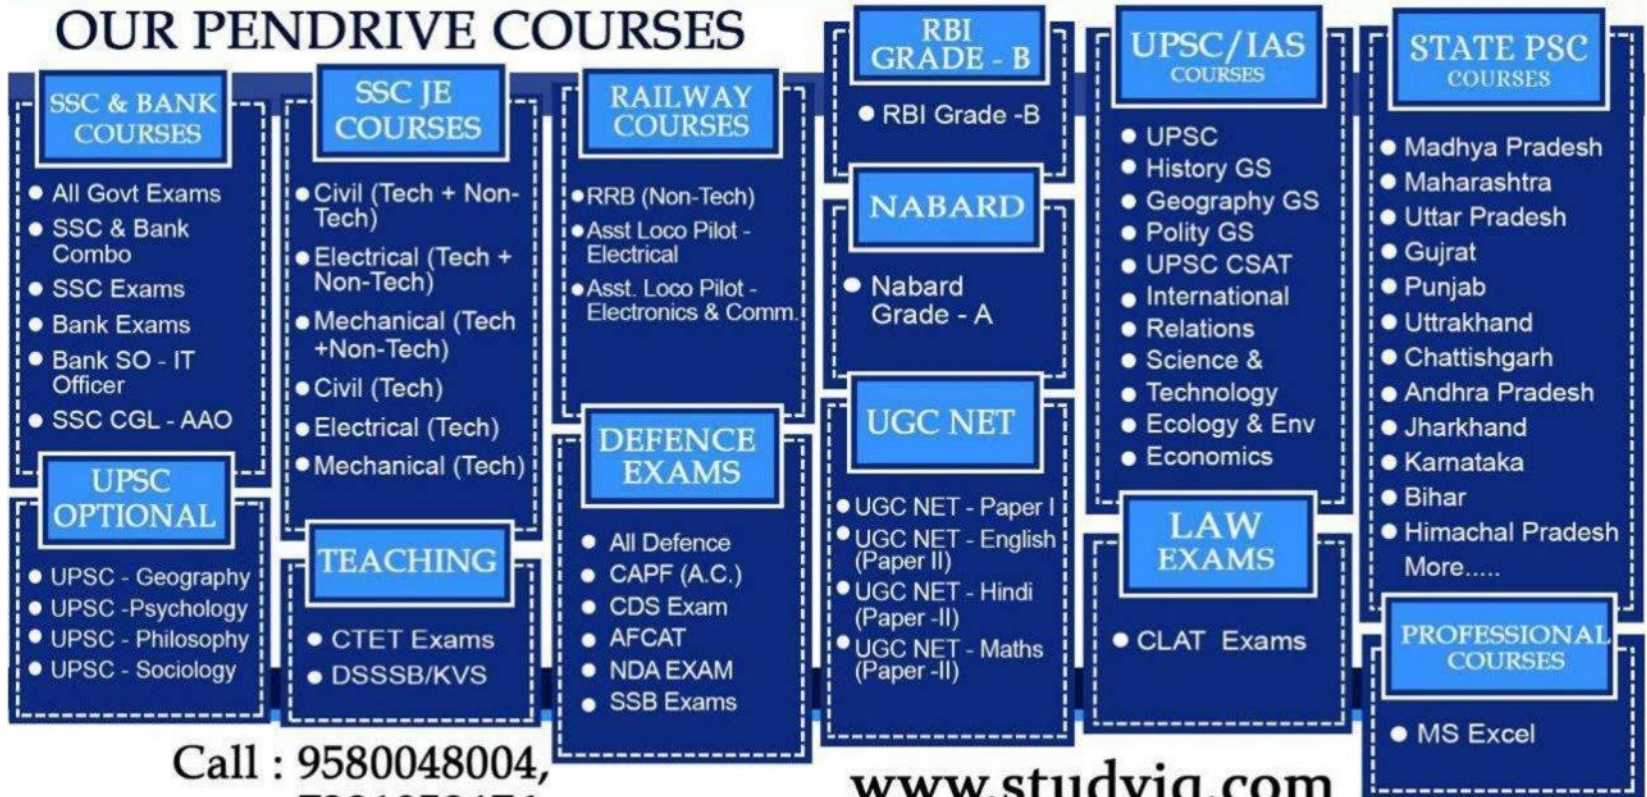 OUR PENDRIVE COURSES
SSC & BANK
COURSES
● All Govt Exams
● SSC & Bank
Combo
● SSC Exams
● Bank Exams
● Bank SO - IT
Officer
● SSC CGL - AAO
UPSC
OPTIONAL
● UPSC - Geography
● UPSC -Psychology
● UPSC - Philosophy
● UPSC - Sociology
SSC JE
COURSES
● Civil (Tech + Non-
Tech)
● Electrical (Tech +
Non-Tech)
● Mechanical (Tech
+Non-Tech)
● Civil (Tech)
● Electrical (Tech)
● Mechanical (Tech)
TEACHING
● CTET Exams
● DSSSB/KVS
RAILWAY
COURSES
● RRB (Non-Tech)
● Asst Loco Pilot -
Electrical
● Asst. Loco Pilot -
Electronics & Comm.
DEFENCE
EXAMS
● All Defence
● CAPF (A.C.)
● CDS Exam
● AFCAT
● NDA EXAM
● SSB Exams
RBI
GRADE - B
● RBI Grade -B
NABARD
● Nabard
Grade - A
UGC NET
● UGC NET - Paper I
● UGC NET - English
(Paper II)
● UGC NET - Hindi
(Paper -II)
● UGC NET - Maths
(Paper -II)
UPSC/IAS
COURSES
● UPSC
● History GS
● Geography GS
● Polity GS
● UPSC CSAT
● International
● Relations
● Science &
● Technology
● Ecology & Env
● Economics
LAW
EXAMS
● CLAT Exams
STATE PSC
COURSES
● Madhya Pradesh
● Maharashtra
● Uttar Pradesh
● Gujrat
● Punjab
● Uttrakhand
● Chattishgarh
● Andhra Pradesh
● Jharkhand
● Karnataka
● Bihar
● Himachal Pradesh
More.....
PROFESSIONAL
COURSES
● MS Excel
Call : 9580048004,
www.studyiq.com